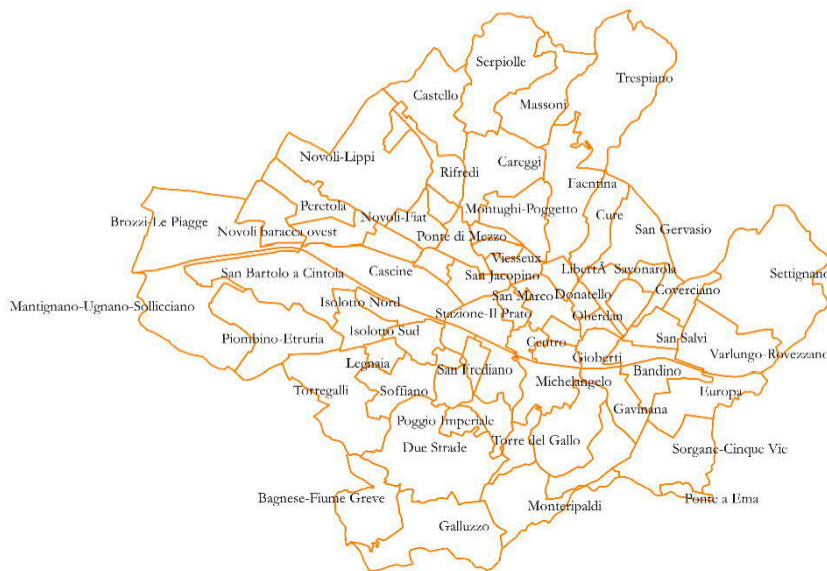 Serpiolle
Trespiano
Castello
Massoni
Novoli-Lippi
Careggi
Rifredi
Faentina
Peretola
Montughi-Poggetto
Cure
Novoli-Fiat
Brozzi-Le Piagge
Novoli baracca ovest
Ponte di Mezzo
San Gervasio
Viesseux
San Bartolo a Cintoia
Cascine
San Jacopino
LibertÃ
Savonarola
Settignano
Coverciano
San Marco
Donatello
Mantignano-Ugnano-Sollicciano
Isolotto Nord
Stazione-Il Prato
Oberdan
Isolotto Sud
Piombino-Etruria
Centro
San Salvi
Gioberti
Varlungo-Rovezzano
Legnaia
San Frediano
Bandino
Michelangelo
Torregalli
Soffiano
Europa
Gavinana
Poggio Imperiale
Torre del Gallo
Due Strade
Sorgane-Cinque Vie
Bagnese-Fiume Greve
Ponte a Ema
Monteripaldi
Galluzzo